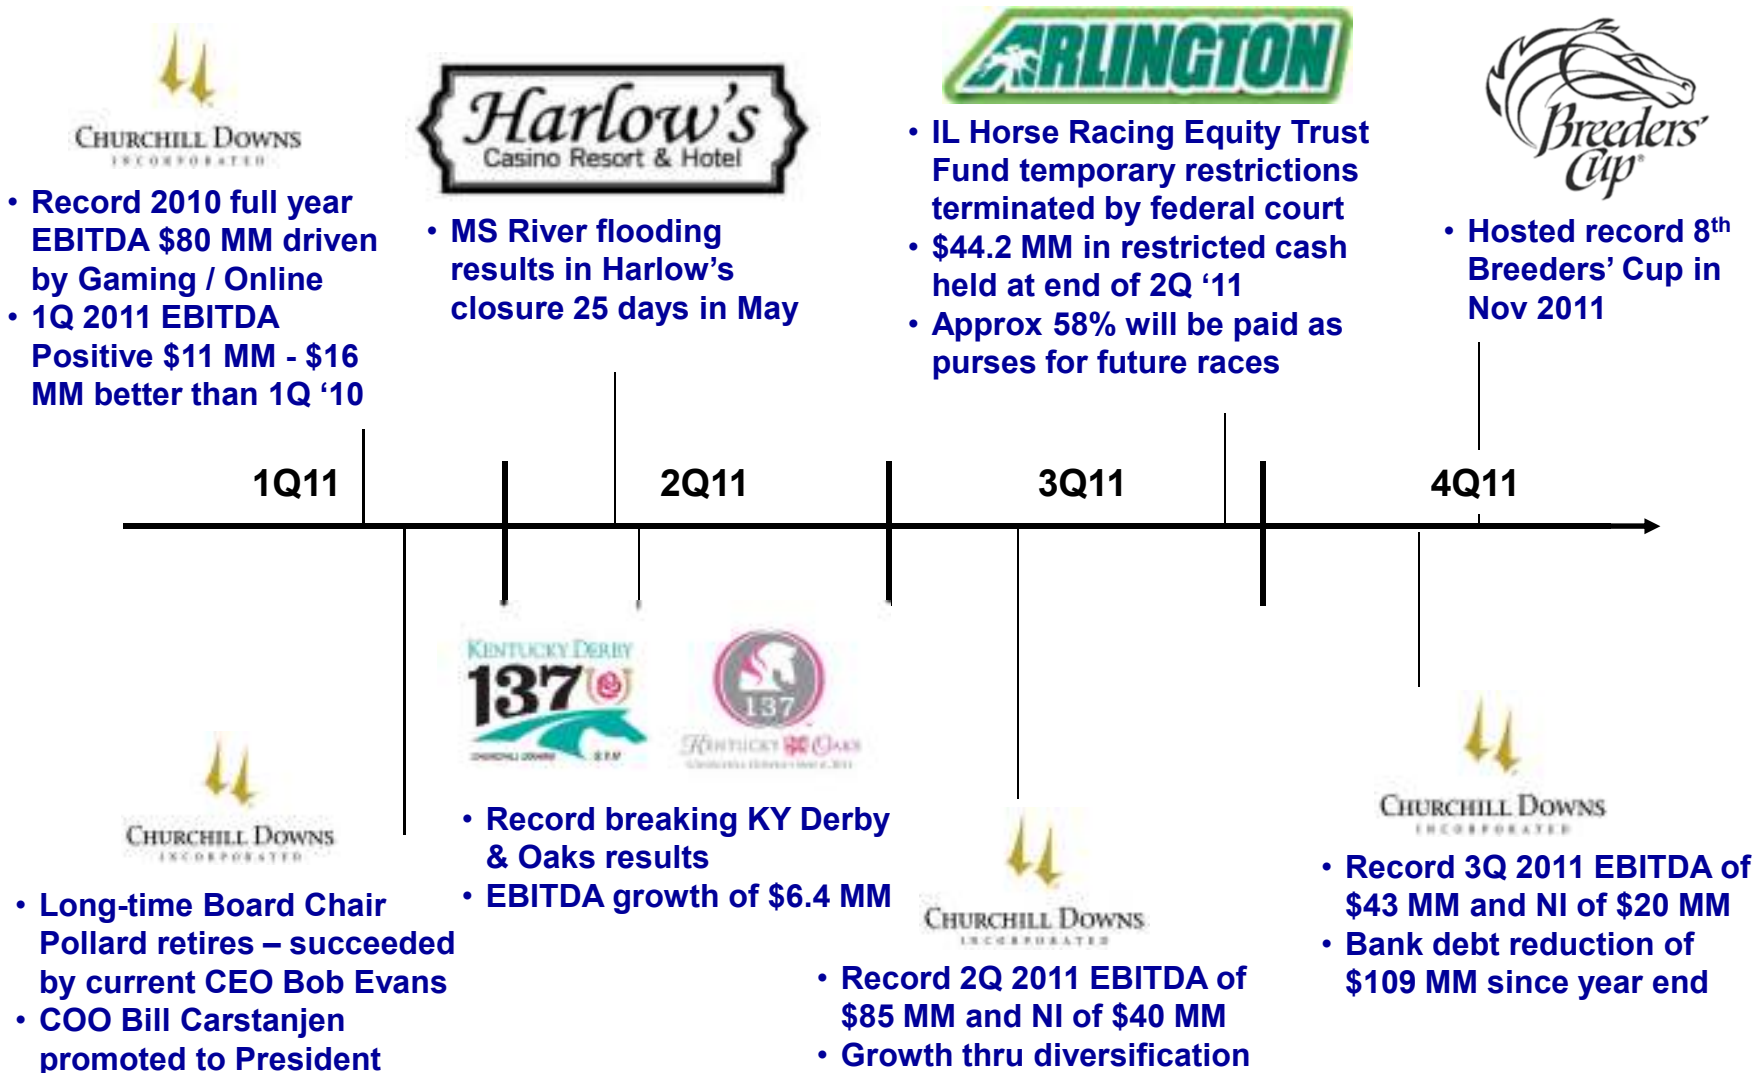 CHURCHILL DOWNS
INCORPORATED
• Record 2010 full year
EBITDA $80 MM driven
by Gaming / Online
• 1Q 2011 EBITDA
Positive $11 MM - $16
MM better than 1Q ‘10
Harlow's
Casino Resort & Hotel
• MS River flooding
results in Harlow’s
closure 25 days in May
ARLINGTON
• IL Horse Racing Equity Trust
Fund temporary restrictions
terminated by federal court
• $44.2 MM in restricted cash
held at end of 2Q ‘11
• Approx 58% will be paid as
purses for future races
Breeders'
Cup®
• Hosted record 8th
Breeders’ Cup in
Nov 2011
1Q11
2Q11
3Q11
4Q11
CHURCHILL DOWNS
INCORPORATED
• Long-time Board Chair
Pollard retires – succeeded
by current CEO Bob Evans
• COO Bill Carstanjen
promoted to President
KENTUCKY DERBY
137
CHURCHILL DOWNS
137
KENTUCKY OAKS
• Record breaking KY Derby
& Oaks results
• EBITDA growth of $6.4 MM
CHURCHILL DOWNS
INCORPORATED
• Record 2Q 2011 EBITDA of
$85 MM and NI of $40 MM
• Growth thru diversification
CHURCHILL DOWNS
INCORPORATED
• Record 3Q 2011 EBITDA of
$43 MM and NI of $20 MM
• Bank debt reduction of
$109 MM since year end